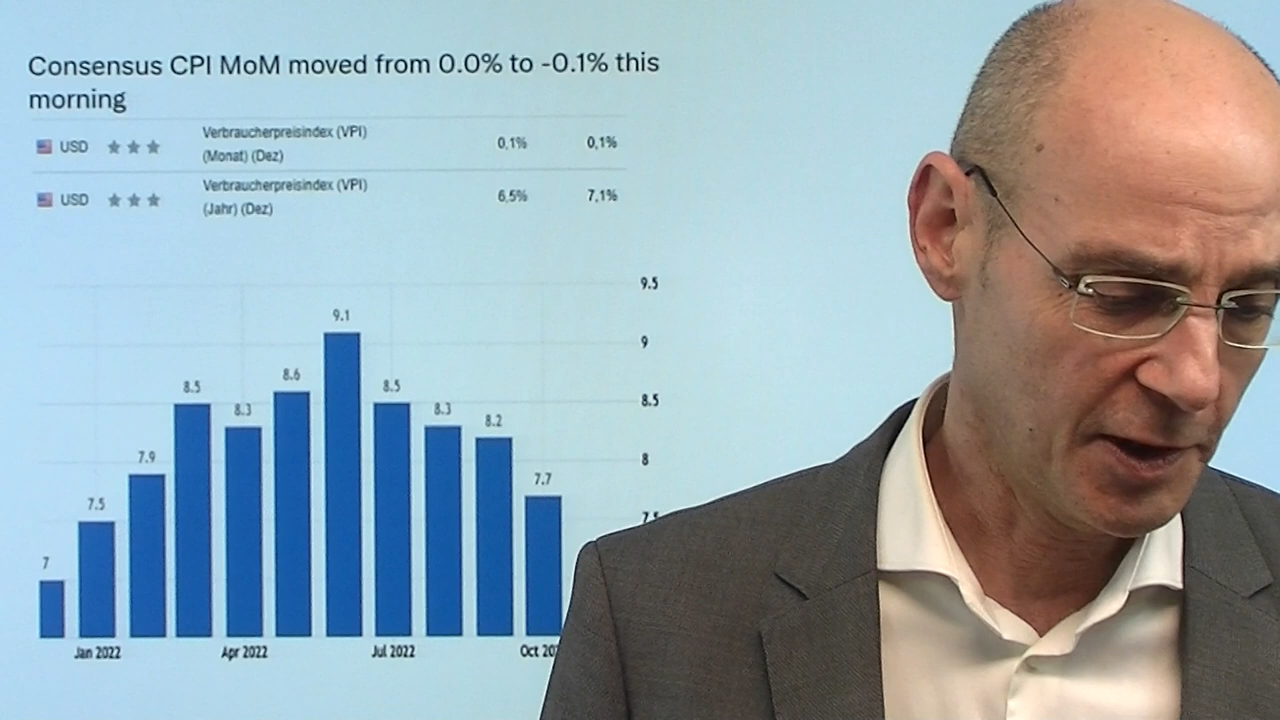 Consensus CPI MoM moved from 0.0% to -0.1% this
morning
USD Verbraucherpreisindex (VPI) 0,1% 0,1%
(Monat) (Dez)
USD Verbraucherpreisindex (VPI) 6,5% 7,1%
(Jahr) (Dez)
9.5
9.1
9
8.6
8.5 8.5 8.5
8.3 8.3
8.2
8
7.9
7.7
7.5
7
Jan 2022 Apr 2022 Jul 2022 Oct